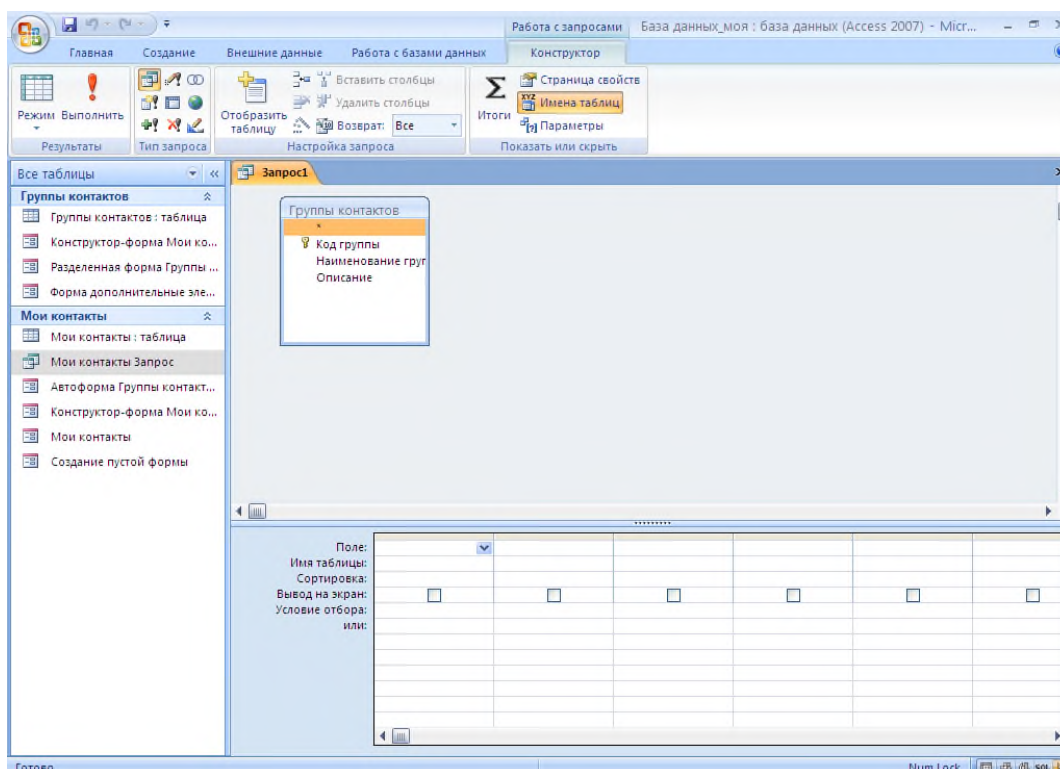 Работа с запросами База данных_моя : база данных (Access 2007) - Micr...
Главная Создание Внешние данные Работа с базами данных Конструктор
Режим Выполнить
Результаты
Тип запроса
Отобразить таблицу
Вставить столбцы
Удалить столбцы
Возврат: Все
Настройка запроса
Итоги
Страница свойств
XYZ Имена таблиц
Параметры
Показать или скрыть
Все таблицы
Группы контактов
Группы контактов : таблица
Конструктор-форма Мои ко...
Разделенная форма Группы ...
Форма дополнительные эле...
Мои контакты
Мои контакты : таблица
Мои контакты Запрос
Автоформа Группы контакт...
Конструктор-форма Мои ко...
Мои контакты
Создание пустой формы
Запрос1
Группы контактов
*
Код группы
Наименование груп
Описание
Поле:
Имя таблицы:
Сортировка:
Вывод на экран:
Условие отбора:
или:
Готово Num Lock SQL